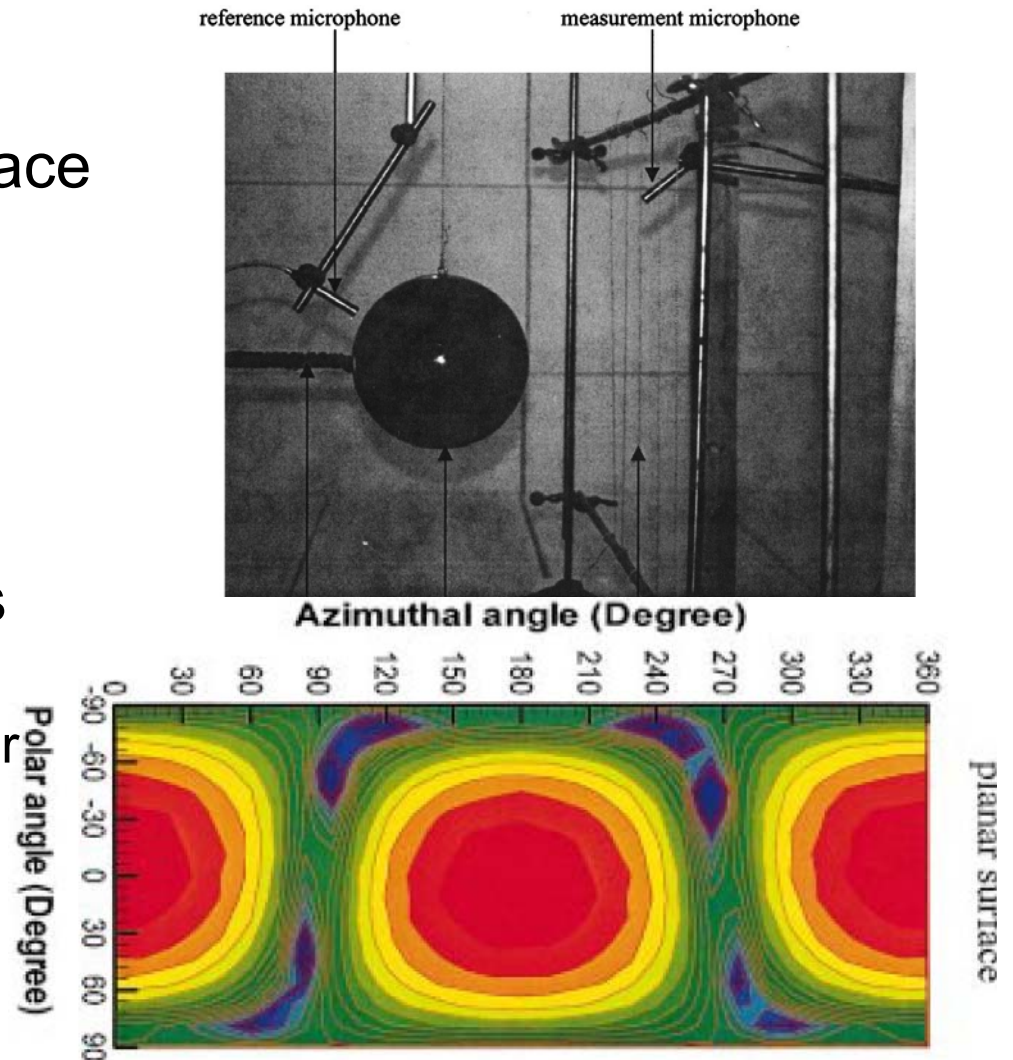 reference microphone
measurement microphone
ace
s
r
Azimuthal angle (Degree)
0 30 60 90 120 150 180 210 240 270 300 330 360
Polar angle (Degree)
-90
-60
-30
0
30
60
90
planar surface